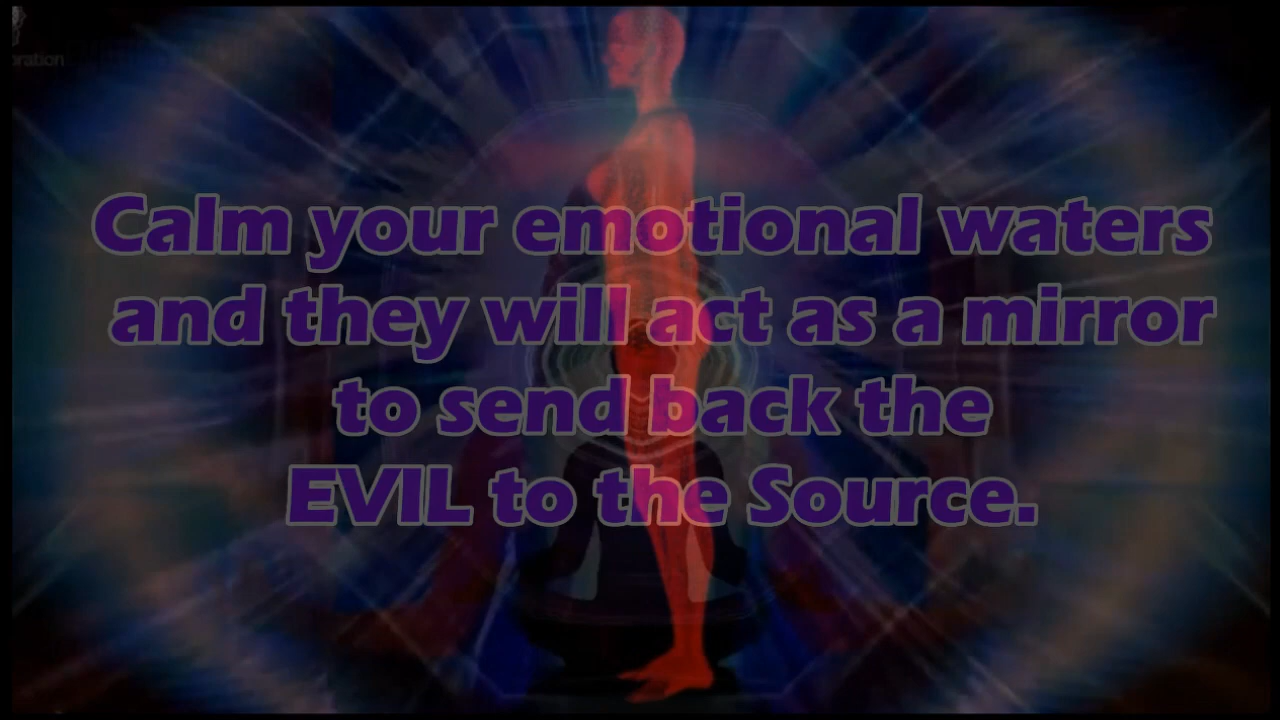 Calm your emotional waters
and they will act as a mirror
to send back the
EVIL to the Source.